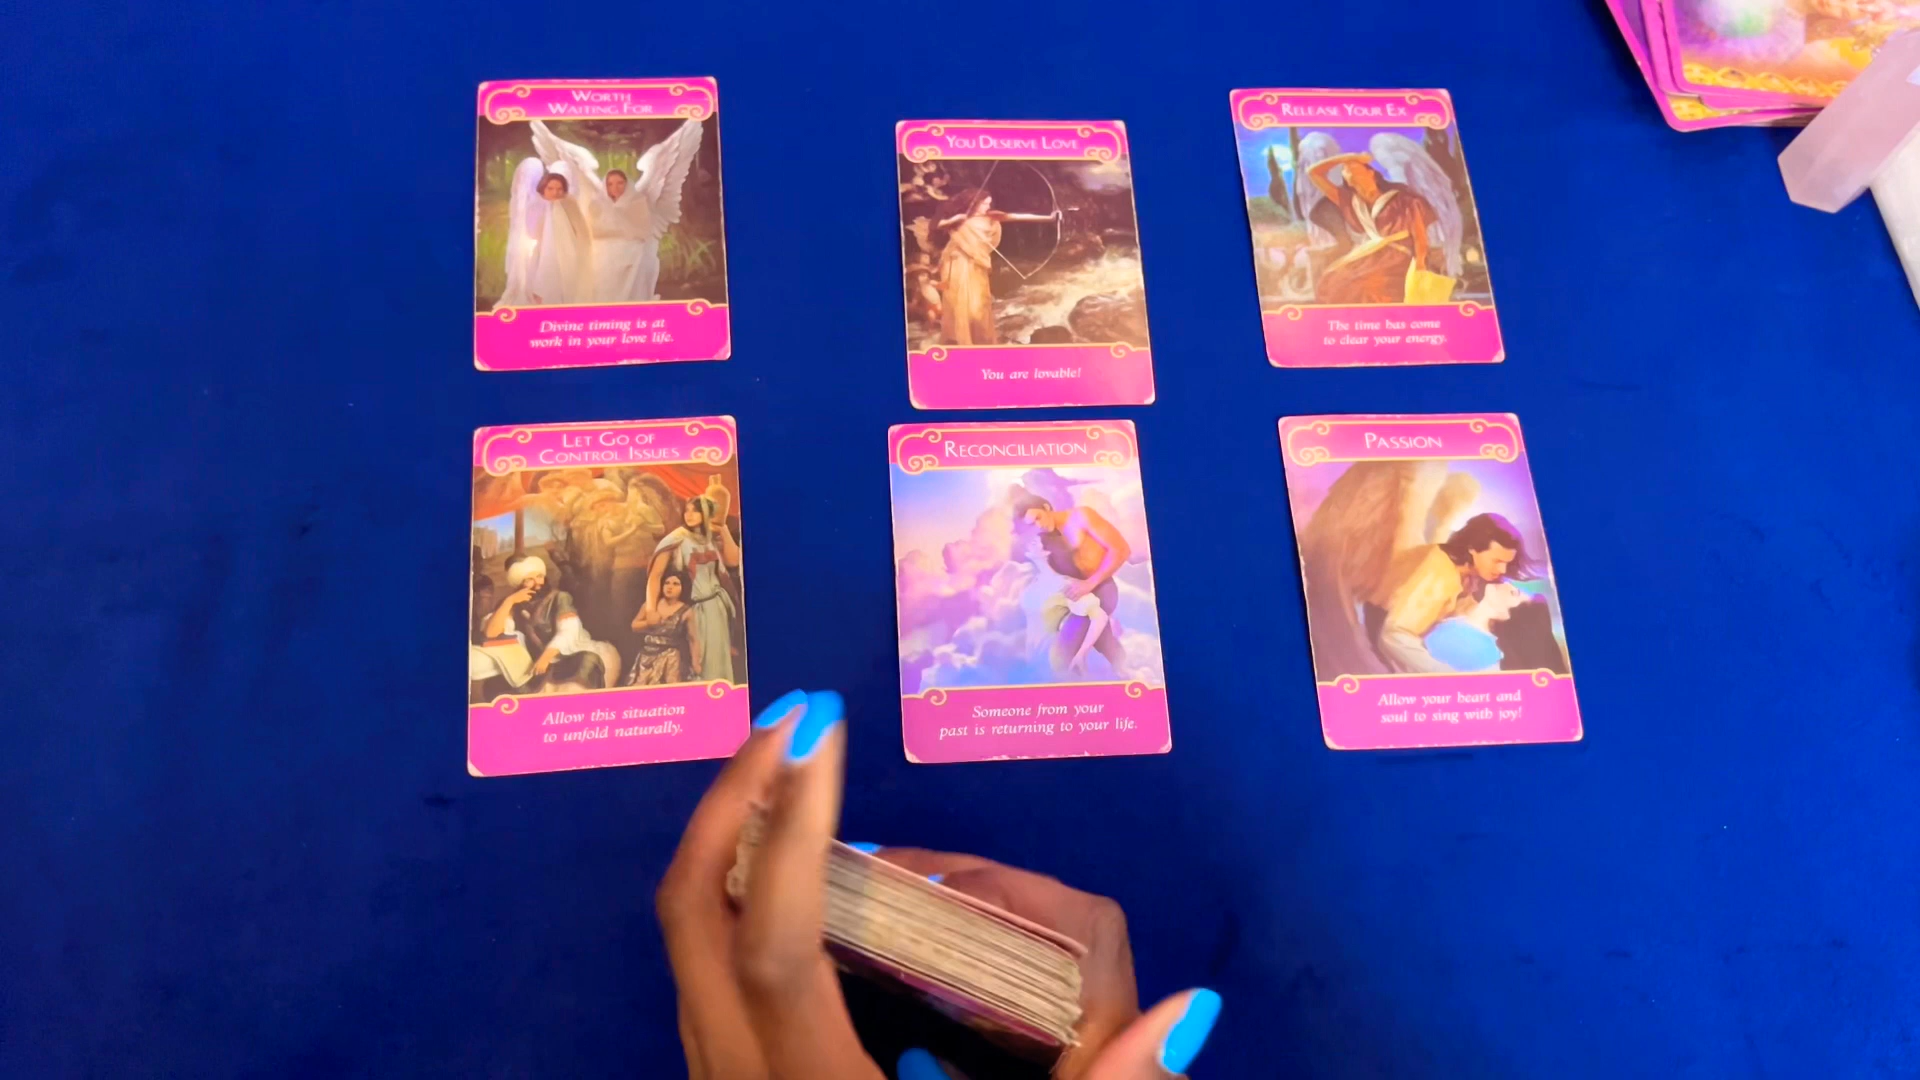 WORTH
WAITING FOR
Divine timing is at
work in your love life.
YOU DESERVE LOVE
You are lovable!
RELEASE YOUR EX
The time has come
to clear your energy.
LET GO OF
CONTROL ISSUES
Allow this situation
to unfold naturally.
RECONCILIATION
Someone from your
past is returning to your life.
PASSION
Allow your heart and
soul to sing with joy!